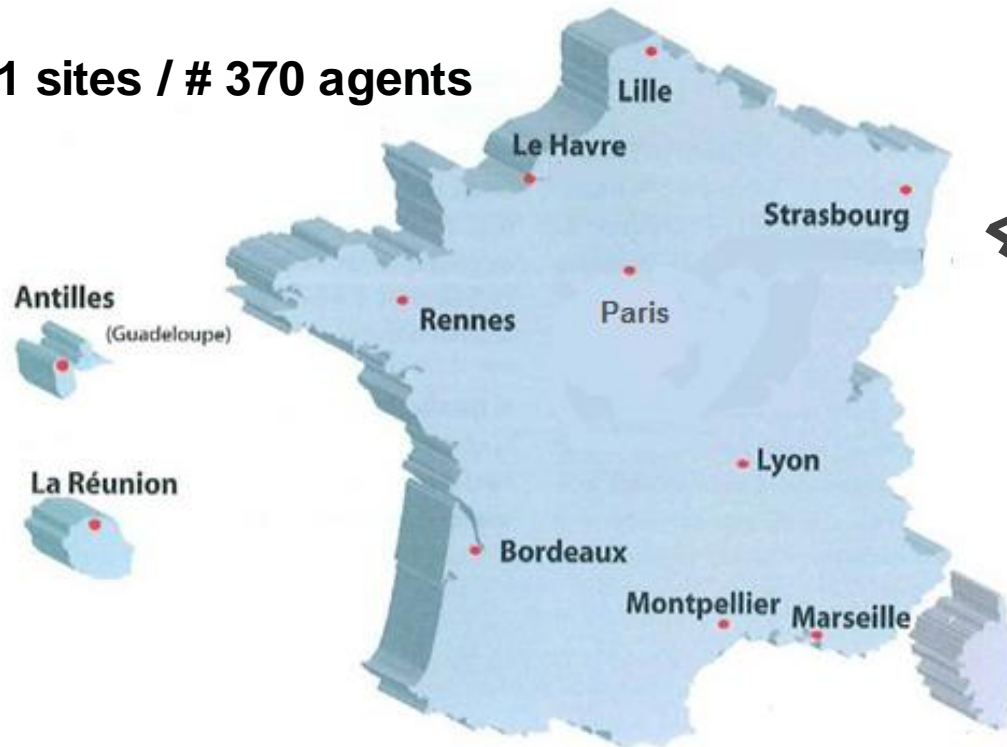 1 sites / # 370 agents
Lille
Le Havre
Strasbourg
Antilles
(Guadeloupe)
Rennes
Paris
La Réunion
Lyon
Bordeaux
Montpellier
Marseille